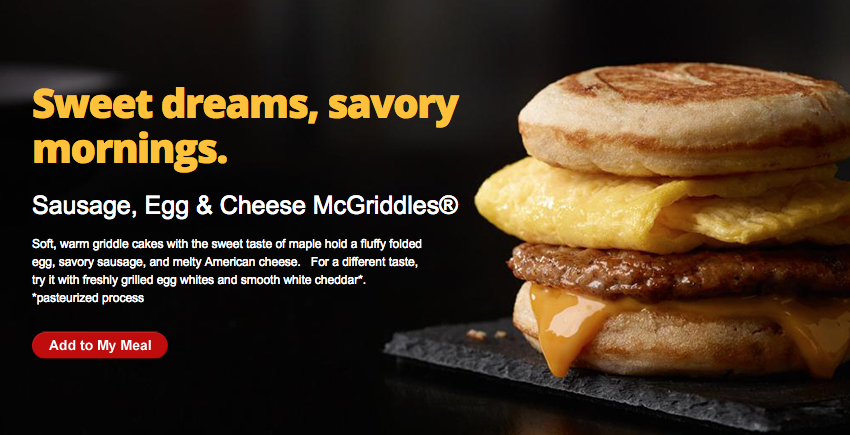 Sweet dreams, savory
mornings.
Sausage, Egg & Cheese McGriddles®
Soft, warm griddle cakes with the sweet taste of maple hold a fluffy folded
egg, savory sausage, and melty American cheese.   For a different taste,
try it with freshly grilled egg whites and smooth white cheddar*.
*pasteurized process
Add to My Meal